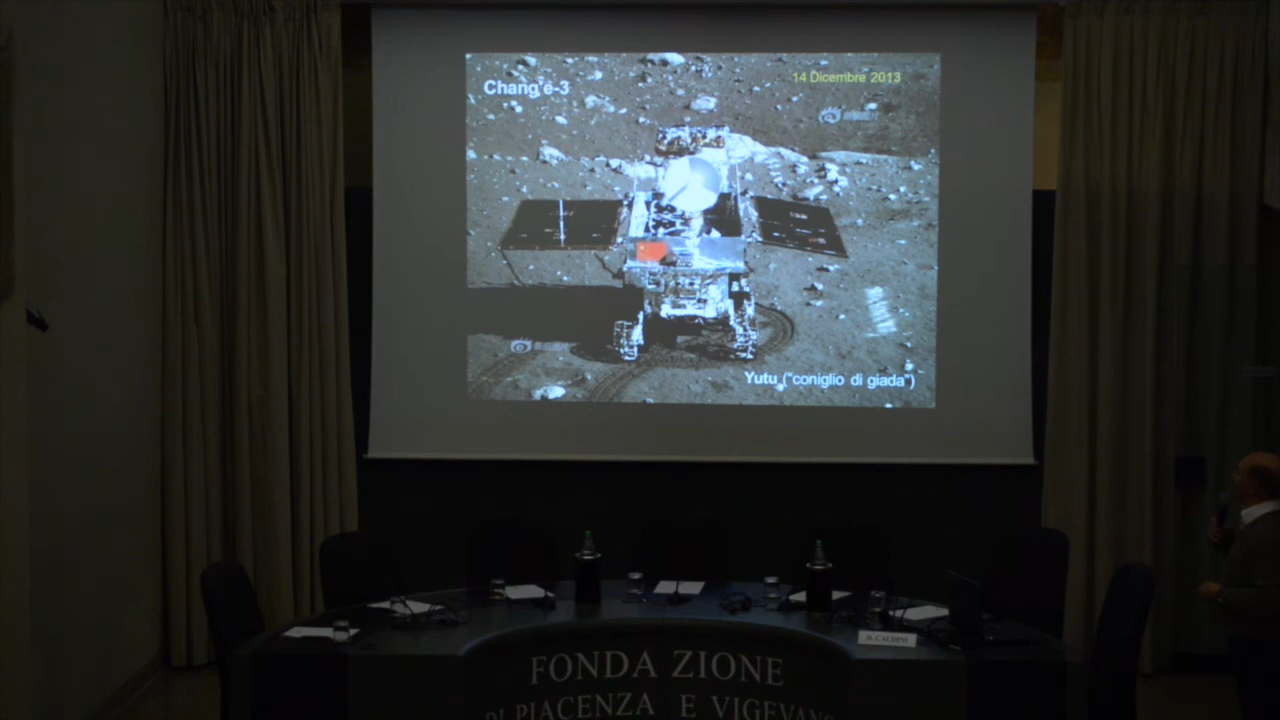 Chang'e-3
14 Dicembre 2013
Yutu ("coniglio di giada")
FONDA ZIONE
DI PIACENZA E VIGEVANO